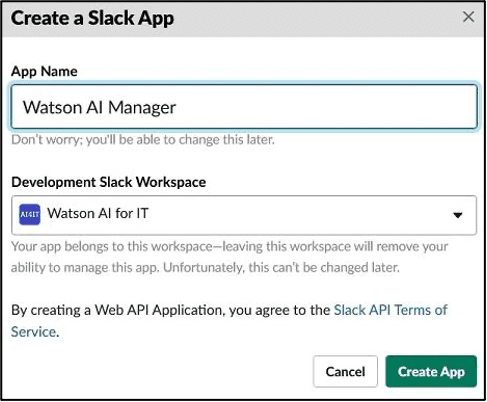 Create a Slack App
App Name
Watson AI Manager
Don't worry; you'll be able to change this later.
Development Slack Workspace
AI4IT Watson AI for IT
Your app belongs to this workspace—leaving this workspace will remove your
ability to manage this app. Unfortunately, this can't be changed later.
By creating a Web API Application, you agree to the Slack API Terms of
Service.
Cancel Create App